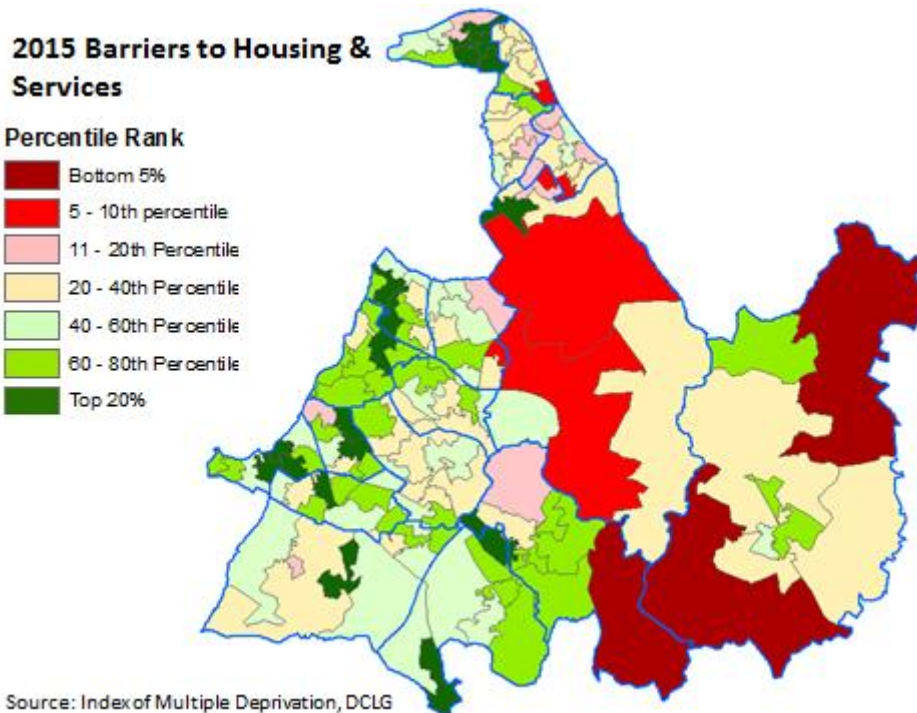 2015 Barriers to Housing &
Services
Percentile Rank
Bottom 5%
5 - 10th percentile
11 - 20th Percentile
20 - 40th Percentile
40 - 60th Percentile
60 - 80th Percentile
Top 20%
Source: Index of Multiple Deprivation, DCLG